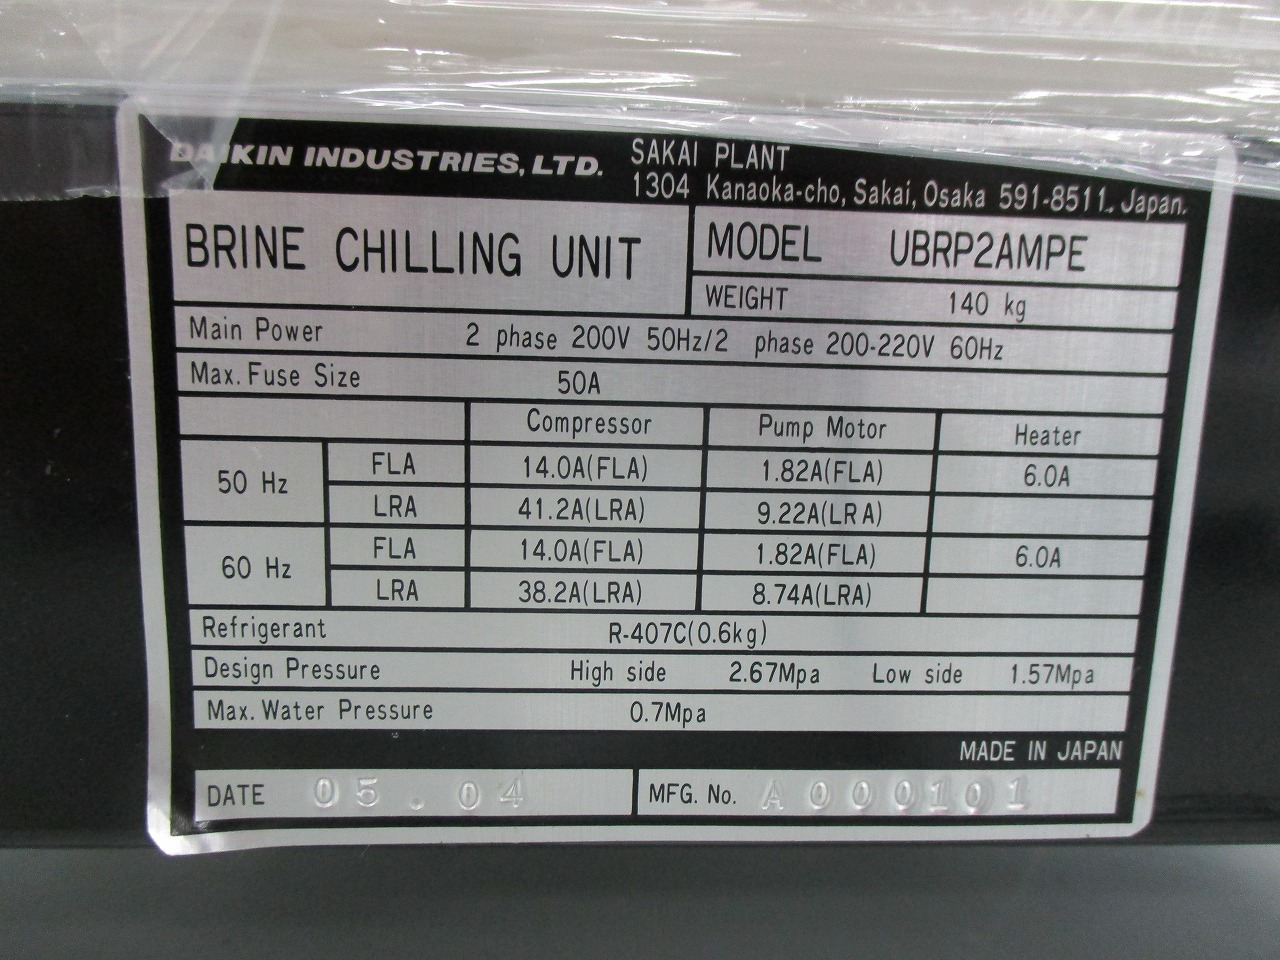 DAIKIN INDUSTRIES, LTD.
SAKAI PLANT
1304 Kanaoka-cho, Sakai, Osaka 591-8511, Japan.
BRINE CHILLING UNIT
MODEL UBRP2AMPE
WEIGHT 140 kg
Main Power 2 phase 200V 50Hz/2 phase 200-220V 60Hz
Max. Fuse Size 50A
Compressor Pump Motor Heater
50 Hz FLA 14.0A(FLA) 1.82A(FLA) 6.0A
LRA 41.2A(LRA) 9.22A(LRA)
60 Hz FLA 14.0A(FLA) 1.82A(FLA) 6.0A
LRA 38.2A(LRA) 8.74A(LRA)
Refrigerant R-407C(0.6kg)
Design Pressure High side 2.67Mpa Low side 1.57Mpa
Max. Water Pressure 0.7Mpa
MADE IN JAPAN
DATE 05.04 MFG. No. A000101